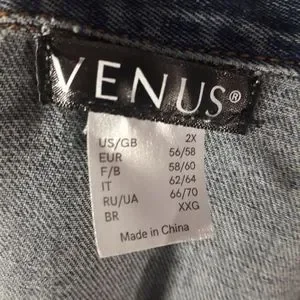 VENUS®
US/GB 2X
EUR 56/58
F/B 58/60
IT 62/64
RU/UA 66/70
BR XXG
Made in China